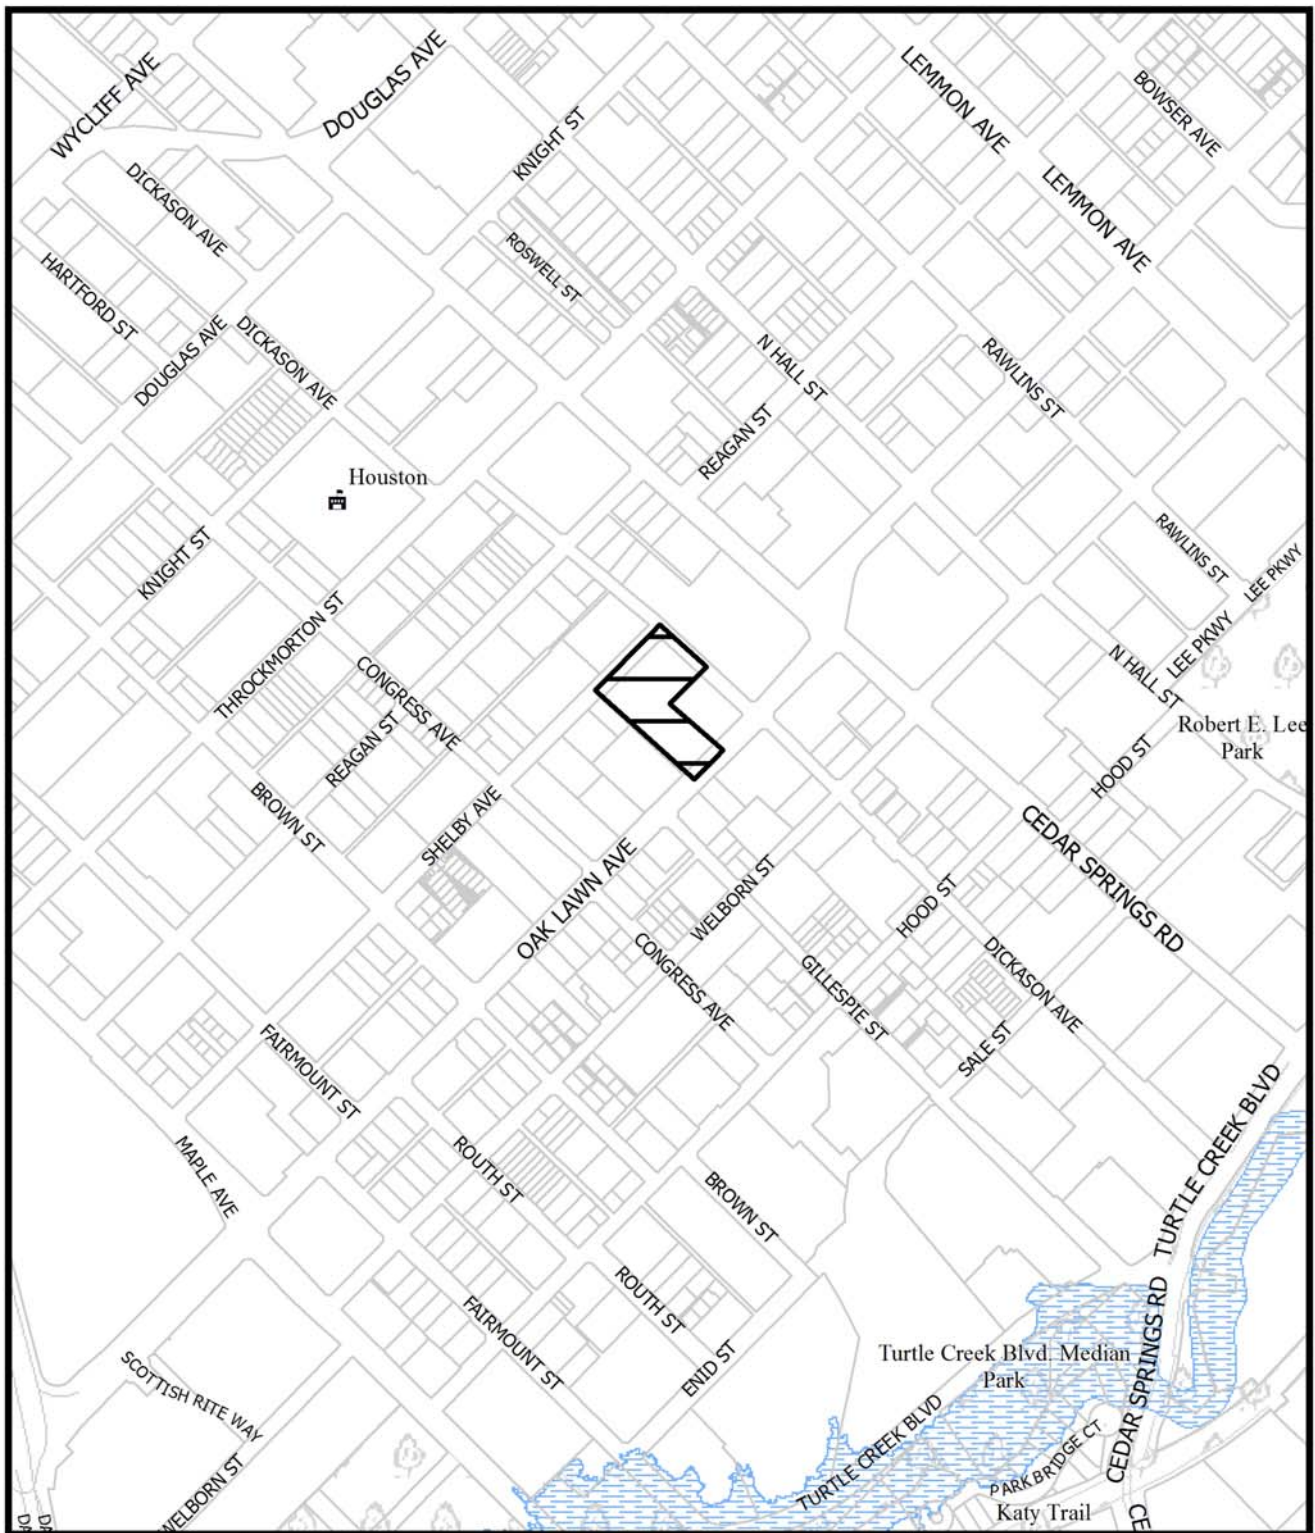 WYCLIFF AVE
DOUGLAS AVE
LEMMON AVE
BOWSER AVE
KNIGHT ST
DICKASON AVE
LEMMON AVE
ROSWELL ST
HARTFORD ST
DOUGLAS AVE
DICKASON AVE
N HALL ST
RAWLINS ST
REAGAN ST
Houston
KNIGHT ST
RAWLINS ST
LEE PKWY
THROCKMORTON ST
CONGRESS AVE
LEE PKWY
N HALL ST
REAGAN ST
Robert E. Lee
Park
HOOD ST
BROWN ST
SHELBY AVE
CEDAR SPRINGS RD
OAK LAWN AVE
WELBORN ST
HOOD ST
CONGRESS AVE
GILLESPIE ST
DICKASON AVE
SALE ST
FAIRMOUNT ST
TURTLE CREEK BLVD
MAPLE AVE
ROUTH ST
BROWN ST
ROUTH ST
FAIRMOUNT ST
ENID ST
Turtle Creek Blvd. Median
Park
CEDAR SPRINGS RD
SCOTTISH RITE WAY
TURTLE CREEK BLVD
PARK BRIDGE CT
WELBORN ST
Katy Trail
DA
DA
CE